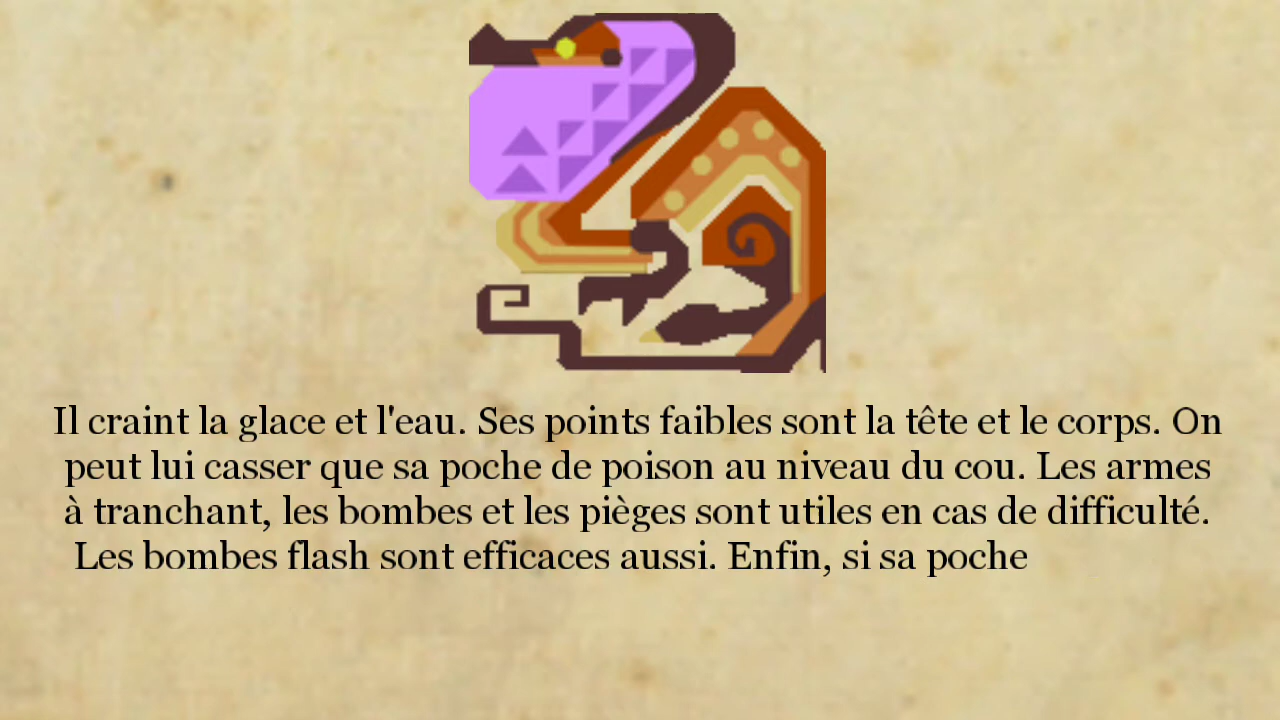 Il craint la glace et l'eau. Ses points faibles sont la tête et le corps. On
peut lui casser que sa poche de poison au niveau du cou. Les armes
à tranchant, les bombes et les pièges sont utiles en cas de difficulté.
Les bombes flash sont efficaces aussi. Enfin, si sa poche